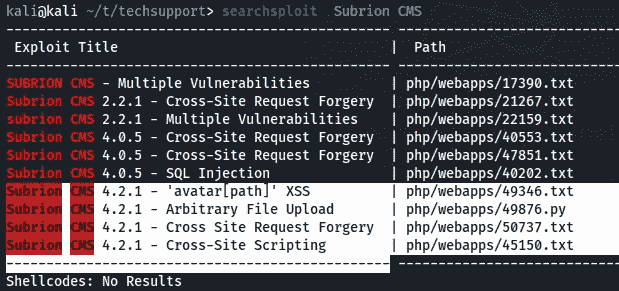 kali@kali ~/t/techsupport> searchsploit Subrion CMS
Exploit Title | Path
SUBRION CMS - Multiple Vulnerabilities | php/webapps/17390.txt
Subrion CMS 2.2.1 - Cross-Site Request Forgery | php/webapps/21267.txt
subrion CMS 2.2.1 - Multiple Vulnerabilities | php/webapps/22159.txt
Subrion CMS 4.0.5 - Cross-Site Request Forgery | php/webapps/40553.txt
Subrion CMS 4.0.5 - Cross-Site Request Forgery | php/webapps/47851.txt
Subrion CMS 4.0.5 - SQL Injection | php/webapps/40202.txt
Subrion CMS 4.2.1 - 'avatar[path]' XSS | php/webapps/49346.txt
Subrion CMS 4.2.1 - Arbitrary File Upload | php/webapps/49876.py
Subrion CMS 4.2.1 - Cross Site Request Forgery | php/webapps/50737.txt
Subrion CMS 4.2.1 - Cross-Site Scripting | php/webapps/45150.txt
Shellcodes: No Results